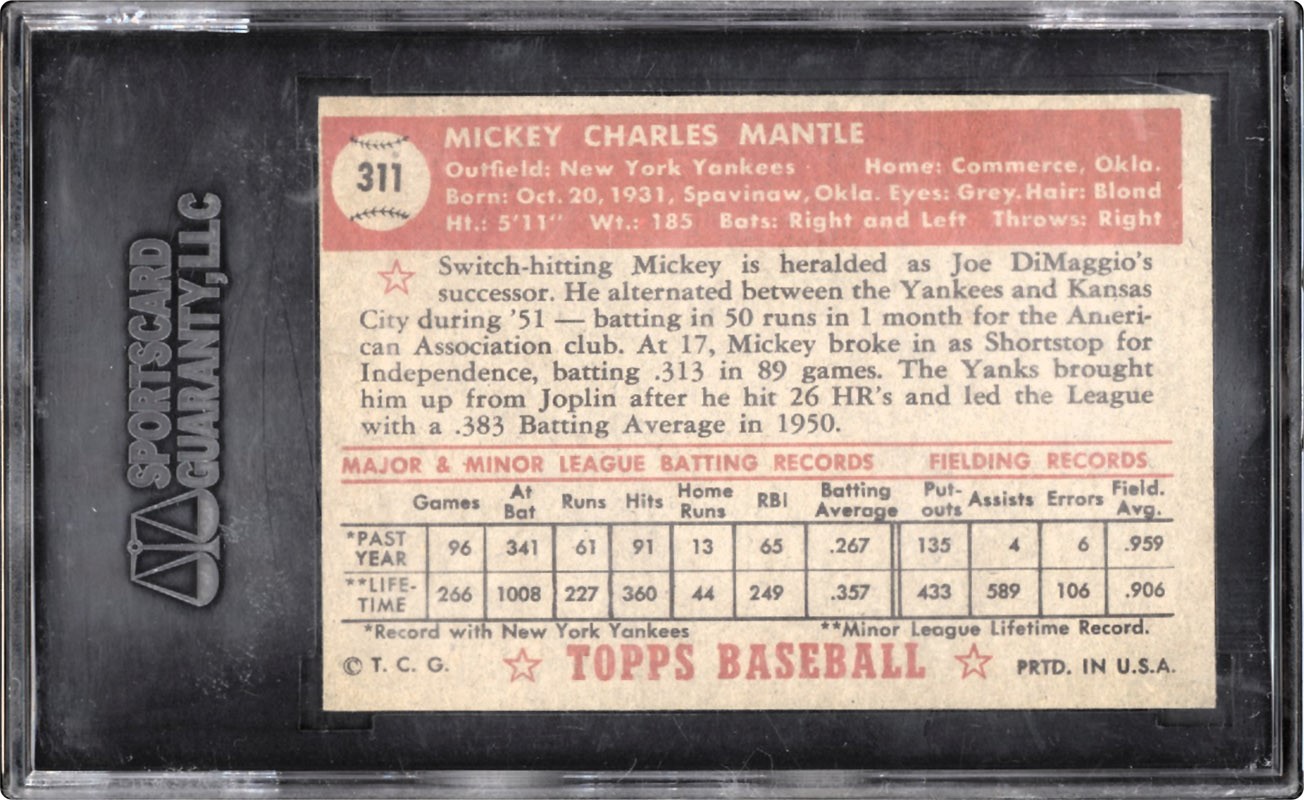 SPORTSCARD
GUARANTY, LLC
311
MICKEY CHARLES MANTLE
Outfield: New York Yankees Home: Commerce, Okla.
Born: Oct. 20, 1931, Spavinaw, Okla. Eyes: Grey. Hair: Blond
Ht.: 5'11" Wt.: 185 Bats: Right and Left Throws: Right
Switch-hitting Mickey is heralded as Joe DiMaggio's
successor. He alternated between the Yankees and Kansas
City during '51 — batting in 50 runs in 1 month for the Ameri-
can Association club. At 17, Mickey broke in as Shortstop for
Independence, batting .313 in 89 games. The Yanks brought
him up from Joplin after he hit 26 HR's and led the League
with a .383 Batting Average in 1950.
MAJOR & MINOR LEAGUE BATTING RECORDS FIELDING RECORDS
Games At Bat Runs Hits Home Runs RBI Batting Average Put-outs Assists Errors Field. Avg.
*PAST YEAR 96 341 61 91 13 65 .267 135 4 6 .959
**LIFE-TIME 266 1008 227 360 44 249 .357 433 589 106 .906
*Record with New York Yankees **Minor League Lifetime Record.
© T. C. G. TOPPS BASEBALL PRTD. IN U.S.A.